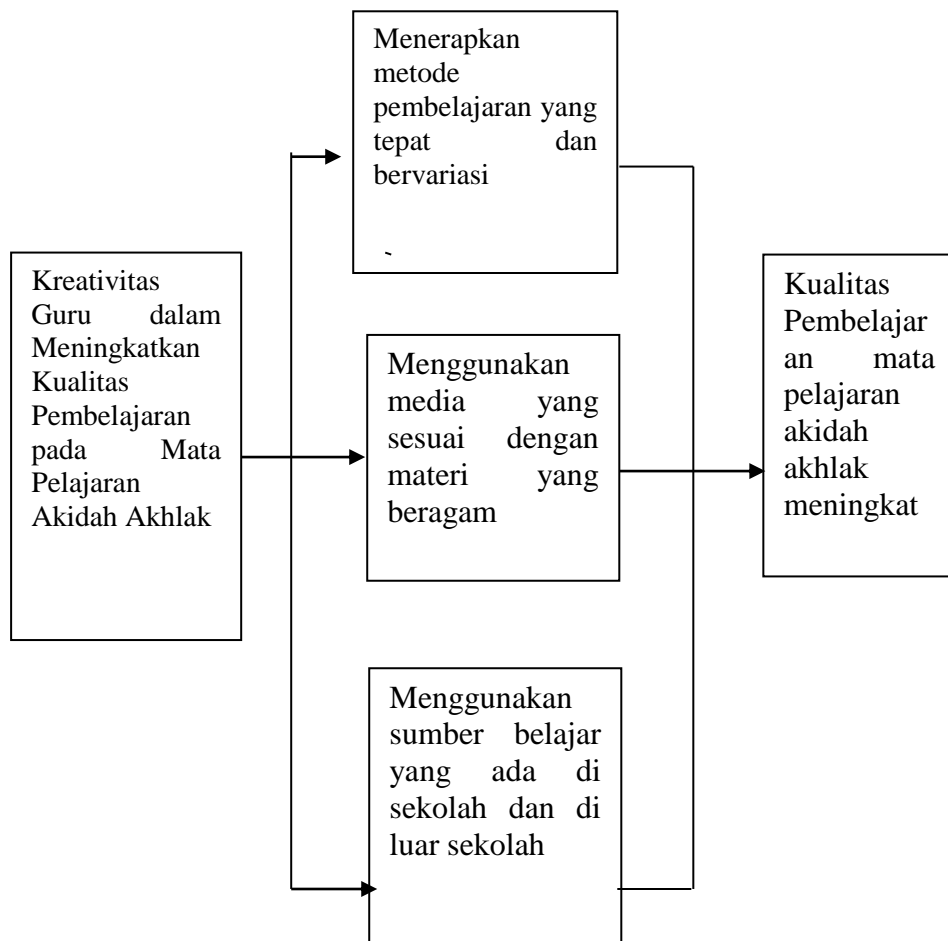 Menerapkan
metode
pembelajaran yang
tepat dan
bervariasi
Kreativitas
Guru dalam
Meningkatkan
Kualitas
Pembelajaran
pada Mata
Pelajaran
Akidah Akhlak
Menggunakan
media yang
sesuai dengan
materi yang
beragam
Menggunakan
sumber belajar
yang ada di
sekolah dan di
luar sekolah
Kualitas
Pembelajar
an mata
pelajaran
akidah
akhlak
meningkat